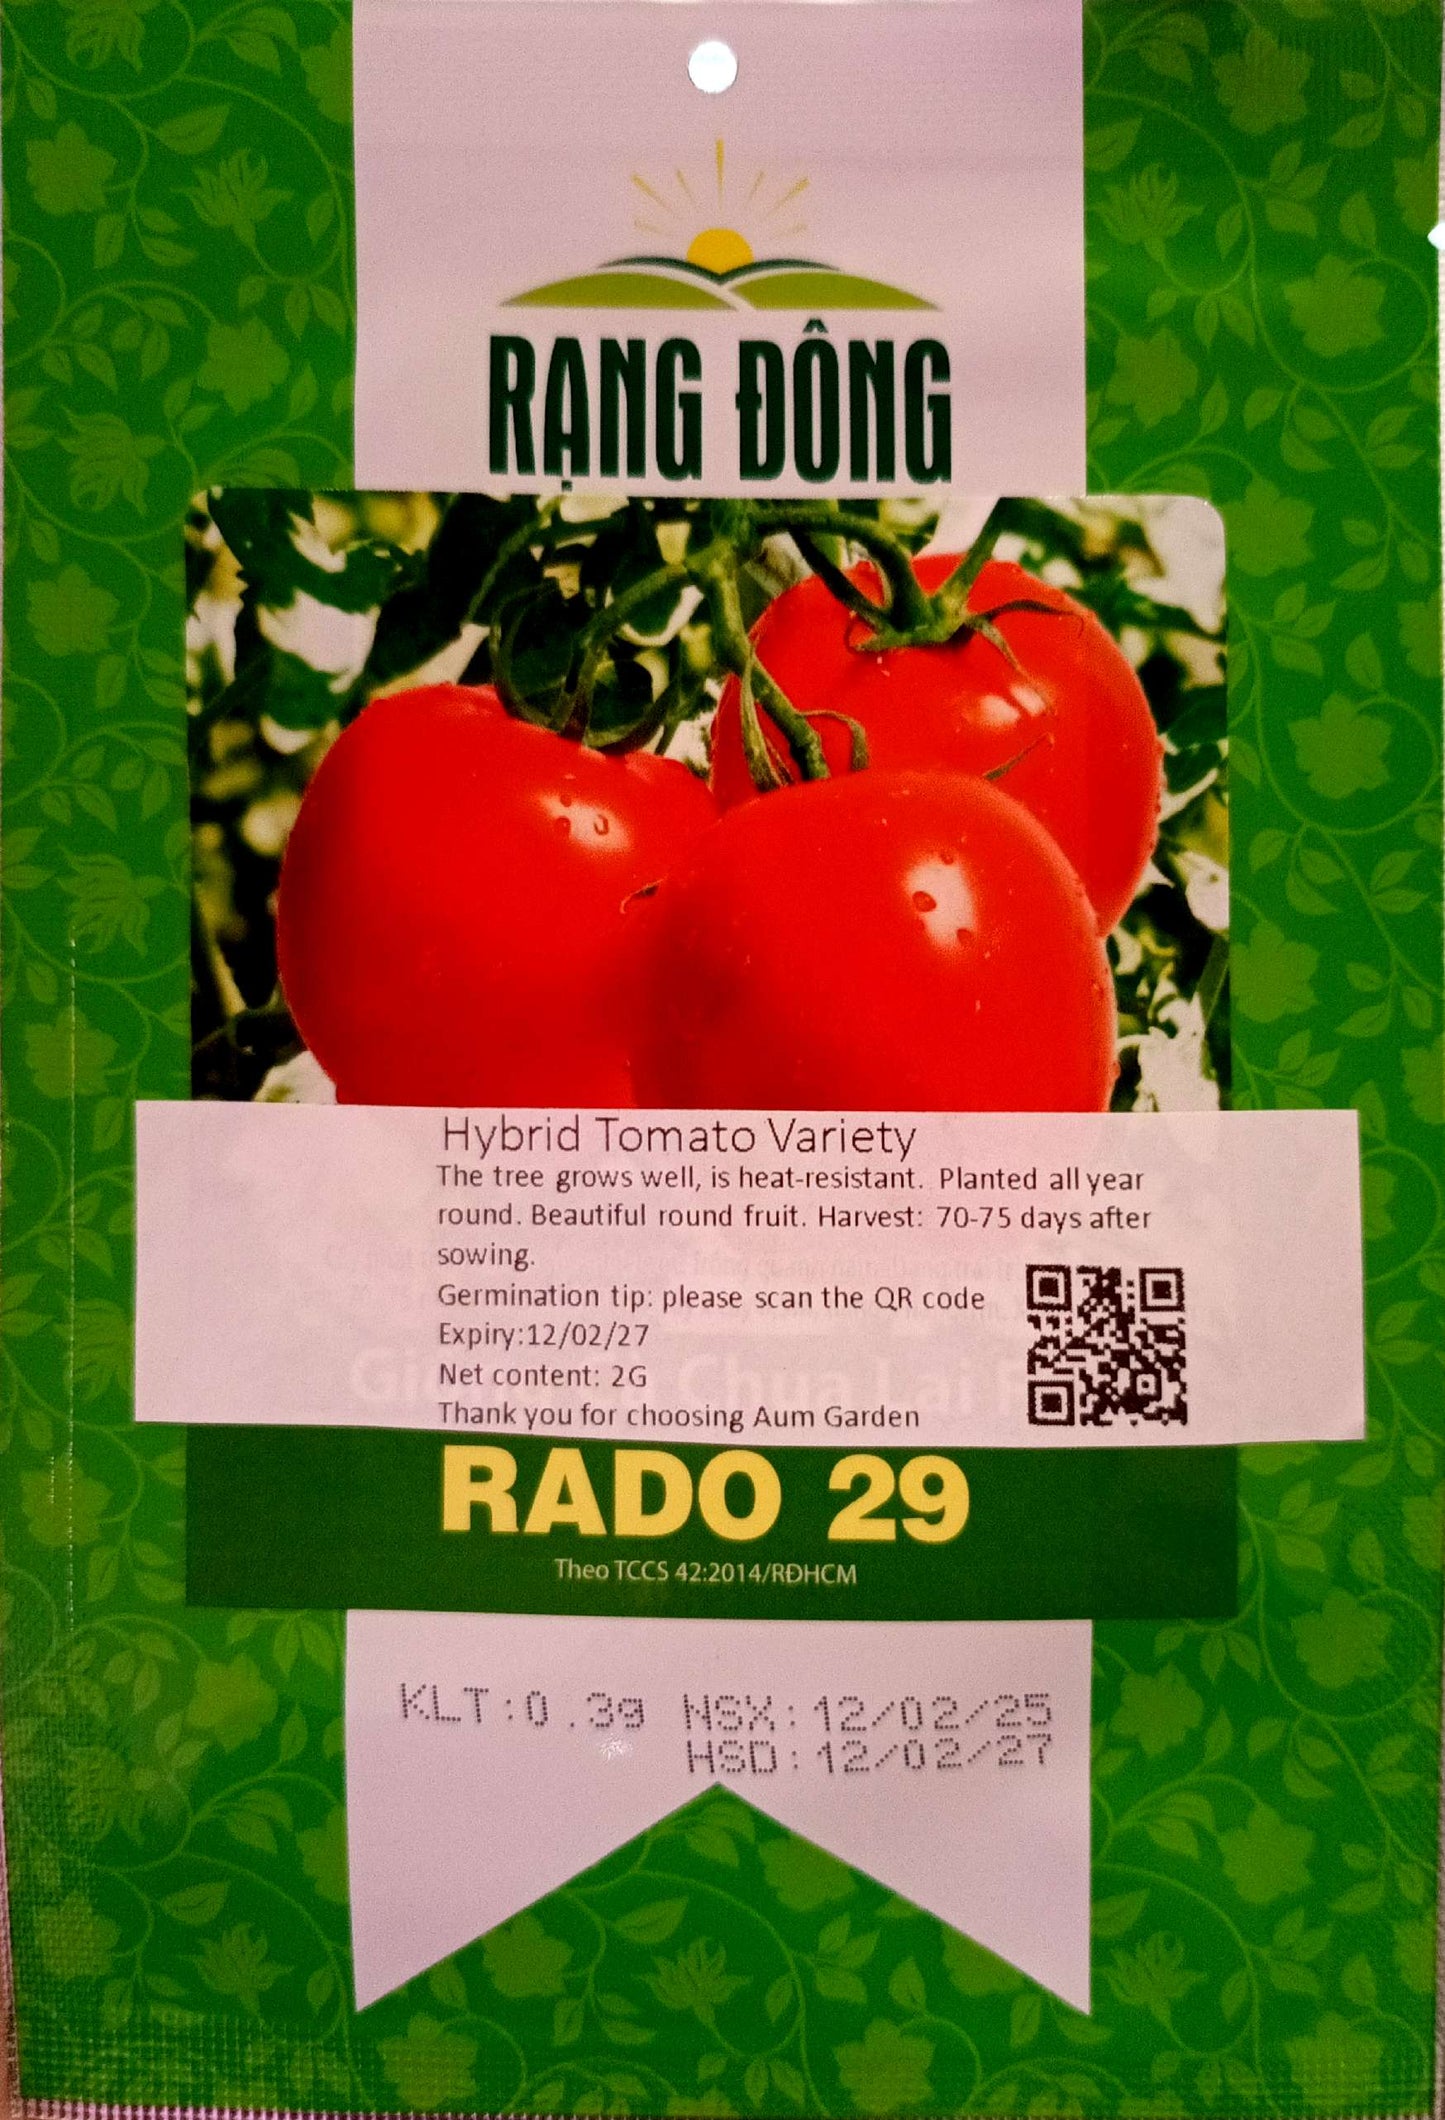 RẠNG ĐÔNG
Hybrid Tomato Variety
The tree grows well, is heat-resistant. Planted all year
round. Beautiful round fruit. Harvest: 70-75 days after
sowing.
Germination tip: please scan the QR code
Expiry:12/02/27
Net content: 2G
Thank you for choosing Aum Garden
RADO 29
Theo TCCS 42:2014/RĐHCM
KLT:0.3g NSX:12/02/25
HSD:12/02/27